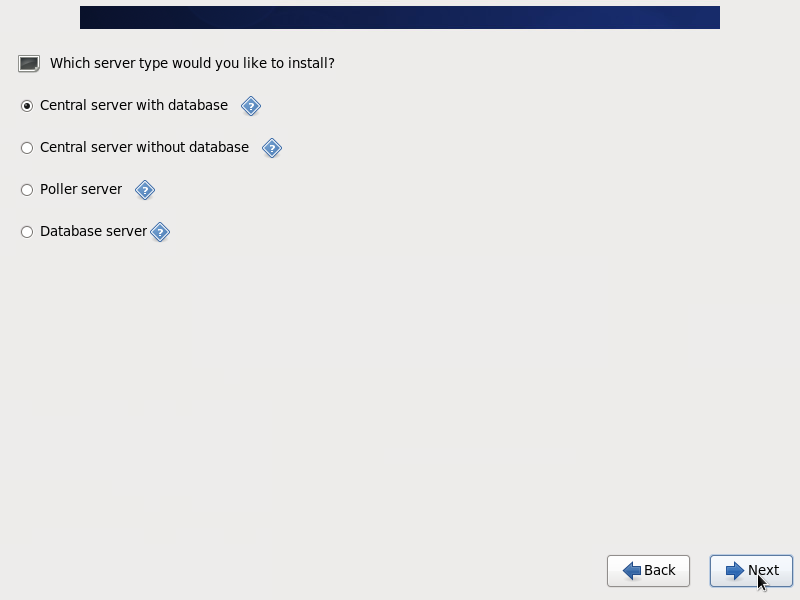 Which server type would you like to install?
Central server with database
Central server without database
Poller server
Database server
Back
Next